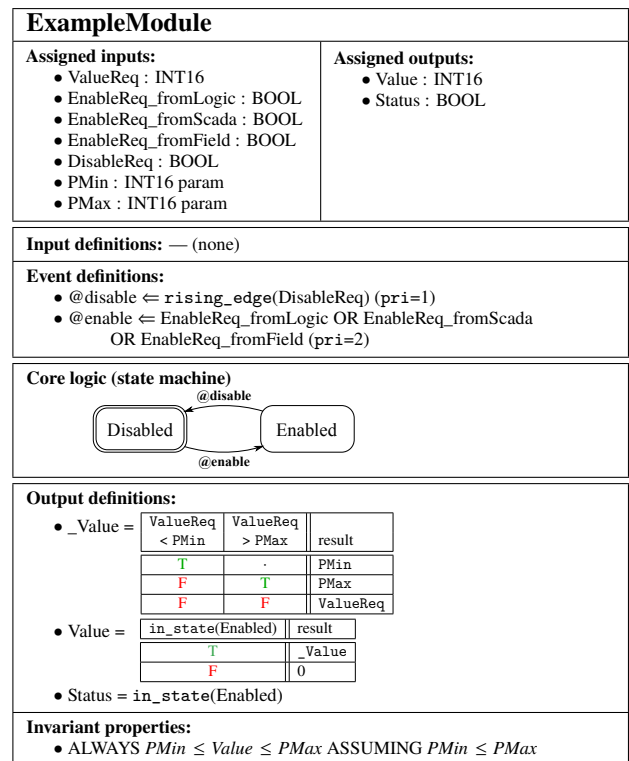 ExampleModule
Assigned inputs:
• ValueReq : INT16
• EnableReq_fromLogic : BOOL
• EnableReq_fromScada : BOOL
• EnableReq_fromField : BOOL
• DisableReq : BOOL
• PMin : INT16 param
• PMax : INT16 param
Assigned outputs:
• Value : INT16
• Status : BOOL
Input definitions: — (none)
Event definitions:
• @disable ⇐ rising_edge(DisableReq) (pri=1)
• @enable ⇐ EnableReq_fromLogic OR EnableReq_fromScada
OR EnableReq_fromField (pri=2)
Core logic (state machine)
@disable
Disabled Enabled
@enable
Output definitions:
• _Value =
ValueReq ValueReq
< PMin > PMax result
T · PMin
F T PMax
F F ValueReq
• Value = in_state(Enabled) result
T _Value
F 0
• Status = in_state(Enabled)
Invariant properties:
• ALWAYS PMin ≤ Value ≤ PMax ASSUMING PMin ≤ PMax